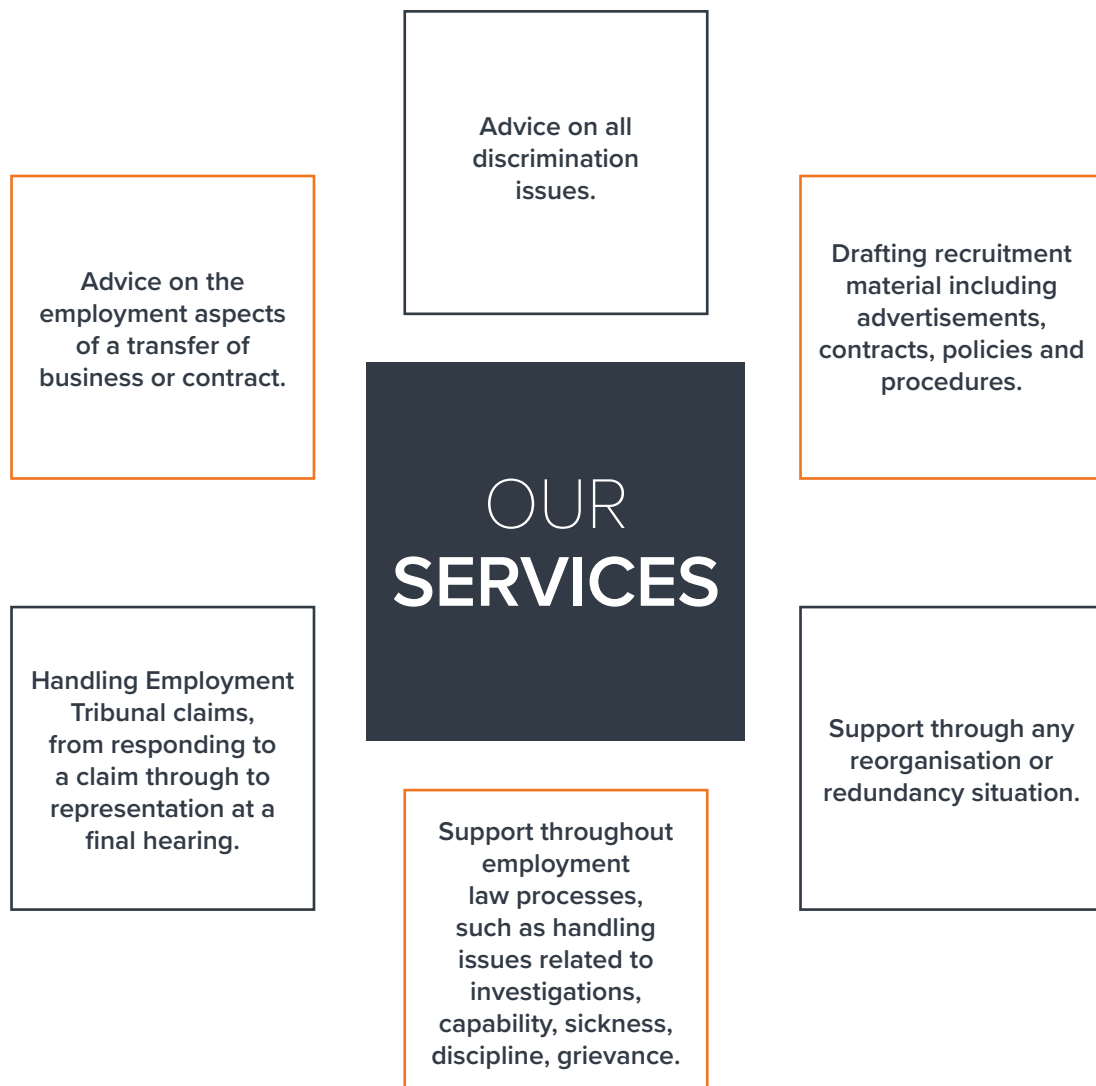 Advice on all
discrimination
issues.
Advice on the
employment aspects
of a transfer of
business or contract.
Drafting recruitment
material including
advertisements,
contracts, policies and
procedures.
OUR
SERVICES
Handling Employment
Tribunal claims,
from responding to
a claim through to
representation at a
final hearing.
Support through any
reorganisation or
redundancy situation.
Support throughout
employment
law processes,
such as handling
issues related to
investigations,
capability, sickness,
discipline, grievance.